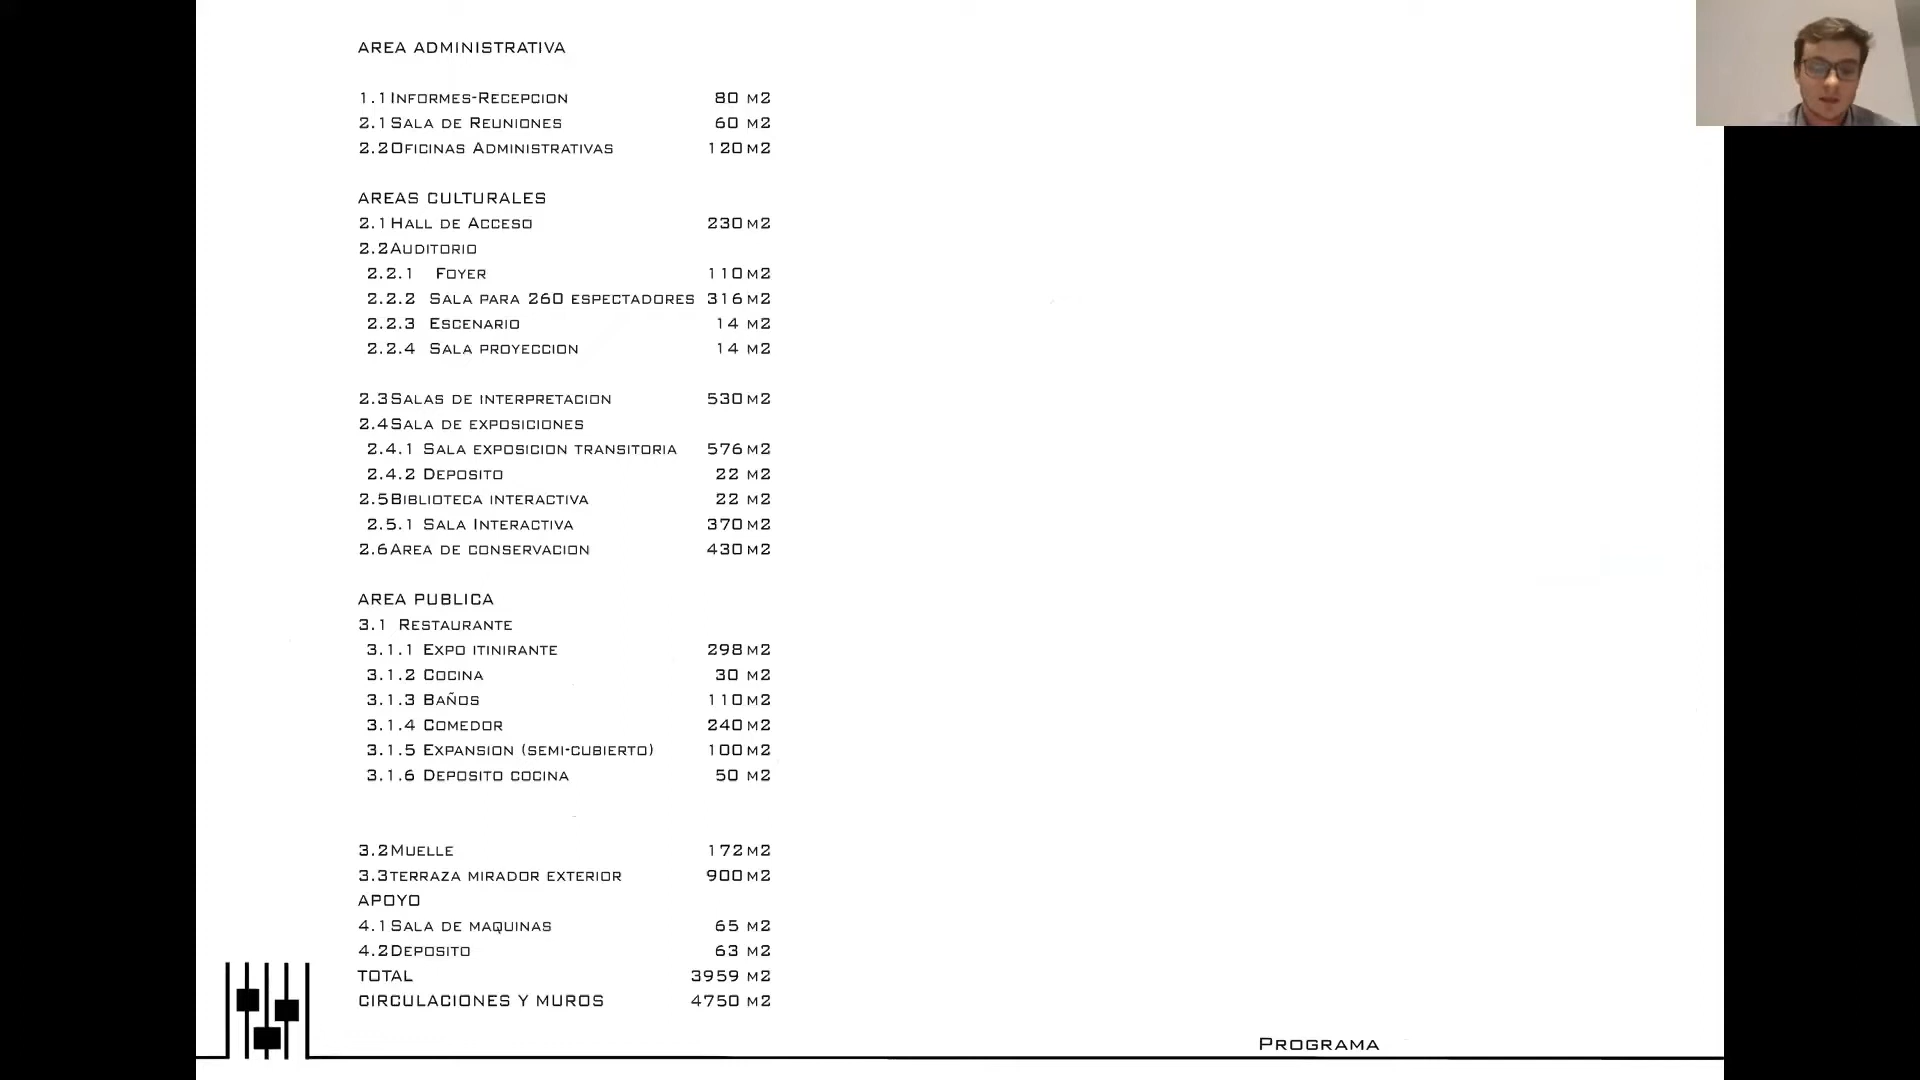 AREA ADMINISTRATIVA
1.1 INFORMES-RECEPCION 80 M2
2.1 SALA DE REUNIONES 60 M2
2.2 OFICINAS ADMINISTRATIVAS 120 M2
AREAS CULTURALES
2.1 HALL DE ACCESO 230 M2
2.2 AUDITORIO
2.2.1 FOYER 110 M2
2.2.2 SALA PARA 260 ESPECTADORES 316 M2
2.2.3 ESCENARIO 14 M2
2.2.4 SALA PROYECCION 14 M2
2.3 SALAS DE INTERPRETACION 530 M2
2.4 SALA DE EXPOSICIONES
2.4.1 SALA EXPOSICION TRANSITORIA 576 M2
2.4.2 DEPOSITO 22 M2
2.5 BIBLIOTECA INTERACTIVA 22 M2
2.5.1 SALA INTERACTIVA 370 M2
2.6 AREA DE CONSERVACION 430 M2
AREA PUBLICA
3.1 RESTAURANTE
3.1.1 EXPO ITINIRANTE 298 M2
3.1.2 COCINA 30 M2
3.1.3 BAÑOS 110 M2
3.1.4 COMEDOR 240 M2
3.1.5 EXPANSION (SEMI-CUBIERTO) 100 M2
3.1.6 DEPOSITO COCINA 50 M2
3.2 MUELLE 172 M2
3.3 TERRAZA MIRADOR EXTERIOR 900 M2
APOYO
4.1 SALA DE MAQUINAS 65 M2
4.2 DEPOSITO 63 M2
TOTAL 3959 M2
CIRCULACIONES Y MUROS 4750 M2
PROGRAMA